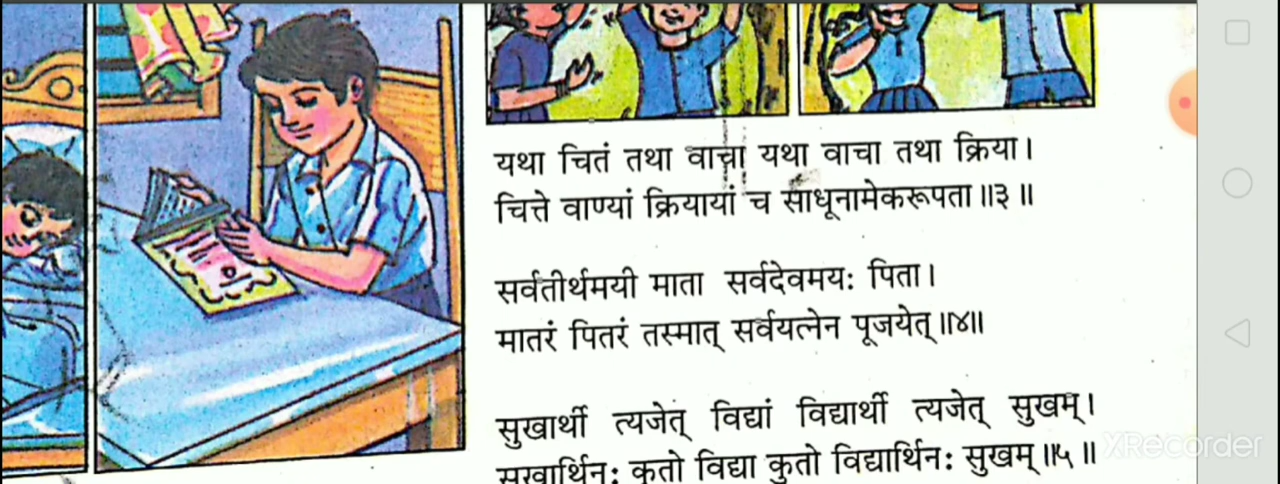 यथा चितं तथा वाचा यथा वाचा तथा क्रिया।
चित्ते वाण्यां क्रियायां च साधूनामेकरूपता॥३॥
सर्वतीर्थमयी माता सर्वदेवमयः पिता।
मातरं पितरं तस्मात् सर्वयत्नेन पूजयेत्॥४॥
सुखार्थी त्यजेत् विद्यां विद्यार्थी त्यजेत् सुखम्।
सुखार्थिनः कुतो विद्या कुतो विद्यार्थिनः सुखम्॥५॥
XRecorder